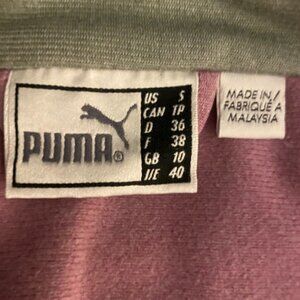 PUMA®
US S
CAN TP
D 36
F 38
GB 10
I/E 40
MADE IN/
FABRIQUÉ À
MALAYSIA